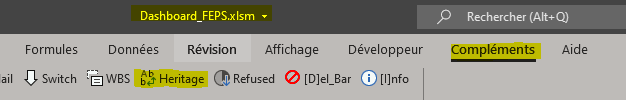 Dashboard_FEPS.xlsm
Rechercher (Alt+Q)
Formules Données Révision Affichage Développeur Compléments Aide
Switch WBS Heritage Refused [D]el_Bar [I]nfo